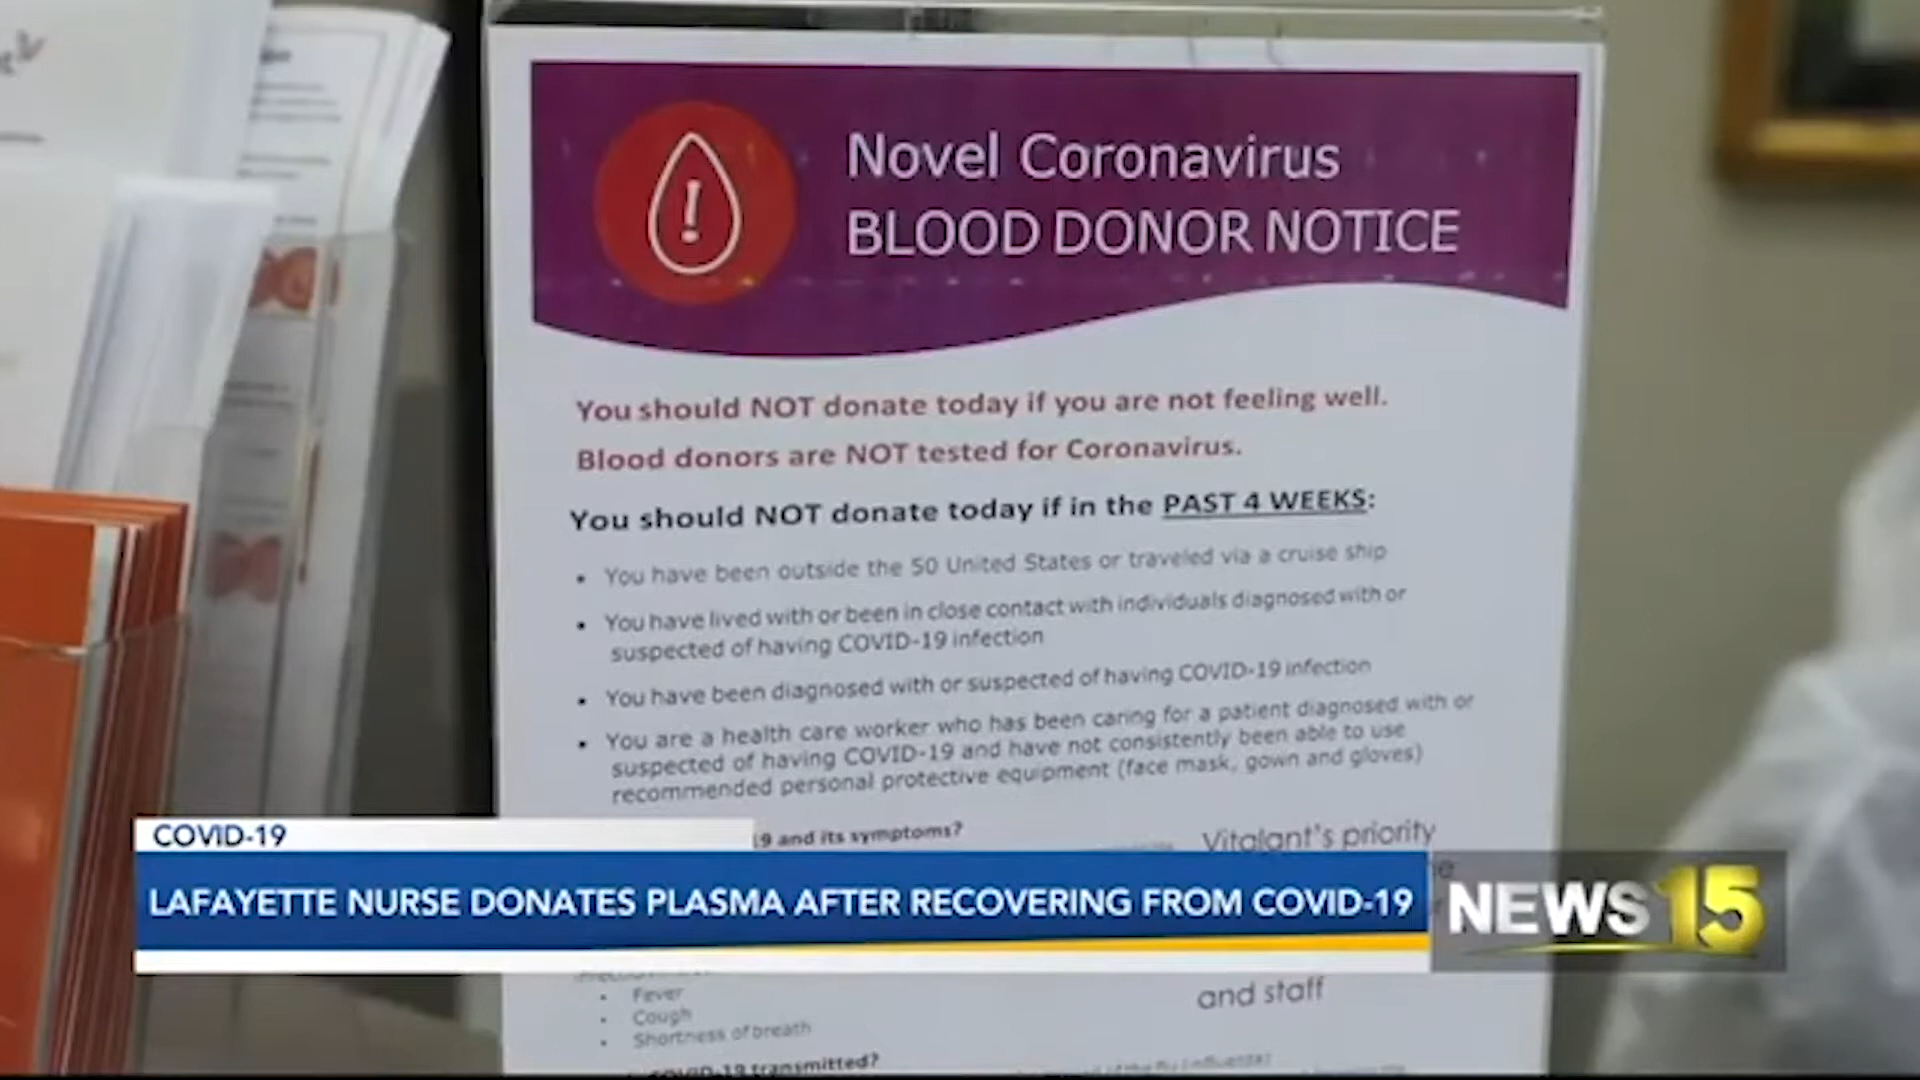 Novel Coronavirus
BLOOD DONOR NOTICE
You should NOT donate today if you are not feeling well.
Blood donors are NOT tested for Coronavirus.
You should NOT donate today if in the PAST 4 WEEKS:
• You have been outside the 50 United States or traveled via a cruise ship
• You have lived with or been in close contact with individuals diagnosed with or
suspected of having COVID-19 infection
• You have been diagnosed with or suspected of having COVID-19 infection
• You are a health care worker who has been caring for a patient diagnosed with or
suspected of having COVID-19 and have not consistently been able to use
recommended personal protective equipment (face mask, gown and gloves)
and its symptoms?
Vitalant's priority
COVID-19
LAFAYETTE NURSE DONATES PLASMA AFTER RECOVERING FROM COVID-19
NEWS 15
and staff
• Fever
• Cough
• Shortness of breath
COVID-19 transmitted?